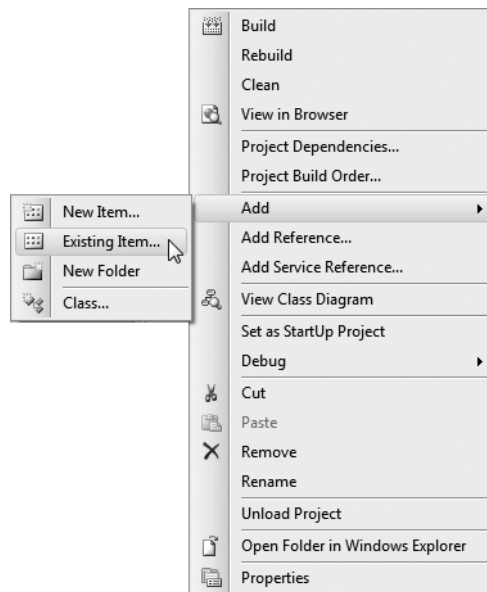 Build
Rebuild
Clean
View in Browser
Project Dependencies...
Project Build Order...
Add
New Item...
Existing Item...
New Folder
Class...
Add Reference...
Add Service Reference...
View Class Diagram
Set as StartUp Project
Debug
Cut
Paste
Remove
Rename
Unload Project
Open Folder in Windows Explorer
Properties